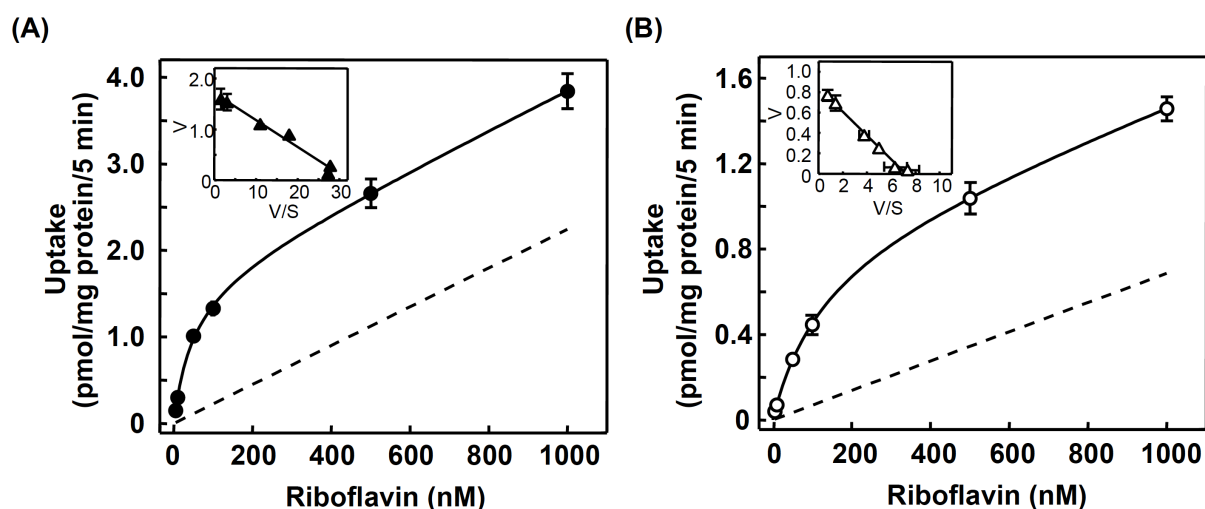 (A)
4.0
3.0
2.0
1.0
0
Uptake
(pmol/mg protein/5 min)
0 200 400 600 800 1000
Riboflavin (nM)
2.0
1.0
0
V
0 10 20 30
V/S
(B)
1.6
1.2
0.8
0.4
0
Uptake
(pmol/mg protein/5 min)
0 200 400 600 800 1000
Riboflavin (nM)
1.0
0.8
0.6
0.4
0.2
0
V
0 2 4 6 8 10
V/S